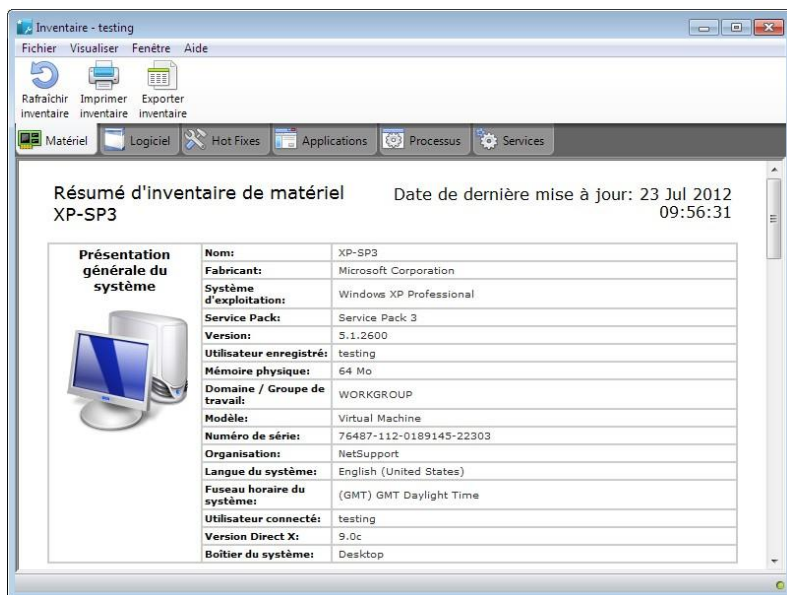 Inventaire - testing
Fichier Visualiser Fenêtre Aide
Rafraîchir inventaire
Imprimer inventaire
Exporter inventaire
Matériel Logiciel Hot Fixes Applications Processus Services
Résumé d'inventaire de matériel
XP-SP3
Date de dernière mise à jour: 23 Jul 2012
09:56:31
Présentation
générale du
système
Nom: XP-SP3
Fabricant: Microsoft Corporation
Système
d'exploitation: Windows XP Professional
Service Pack: Service Pack 3
Version: 5.1.2600
Utilisateur enregistré: testing
Mémoire physique: 64 Mo
Domaine / Groupe de
travail: WORKGROUP
Modèle: Virtual Machine
Numéro de série: 76487-112-0189145-22303
Organisation: NetSupport
Langue du système: English (United States)
Fuseau horaire du
système: (GMT) GMT Daylight Time
Utilisateur connecté: testing
Version Direct X: 9.0c
Boîtier du système: Desktop